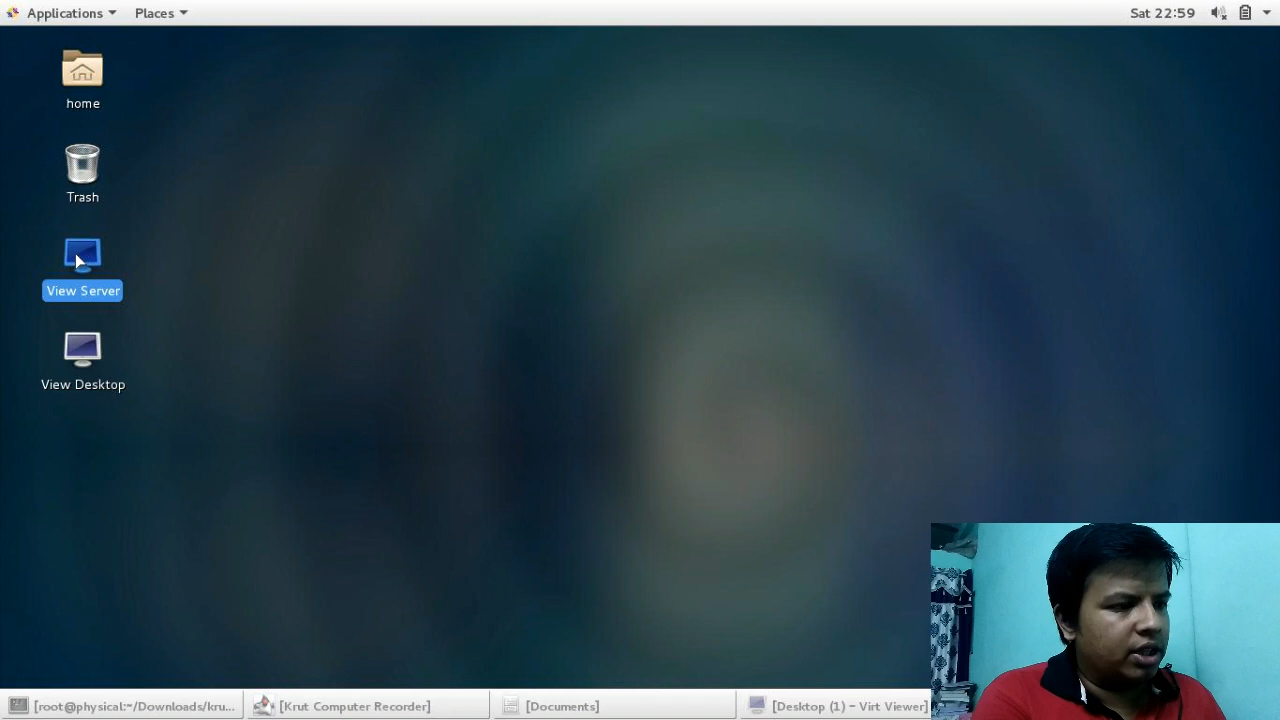 Applications Places Sat 22:59
home
Trash
View Server
View Desktop
[root@physical:~/Downloads/kru... [Krut Computer Recorder] [Documents] [Desktop (1) – Virt Viewer]